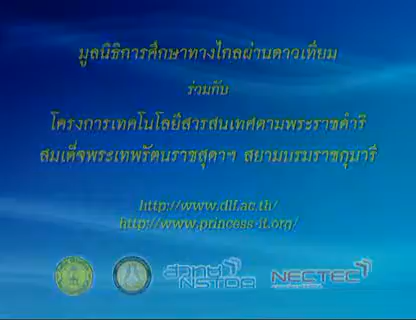 มูลนิธิการศึกษาทางไกลผ่านดาวเทียม
ร่วมกับ
โครงการเทคโนโลยีสารสนเทศตามพระราชดำริ
สมเด็จพระเทพรัตนราชสุดาฯ สยามบรมราชกุมารี
http://www.dlf.ac.th/
http://www.princess-it.org/
สวทช
NSTDA
NECTEC